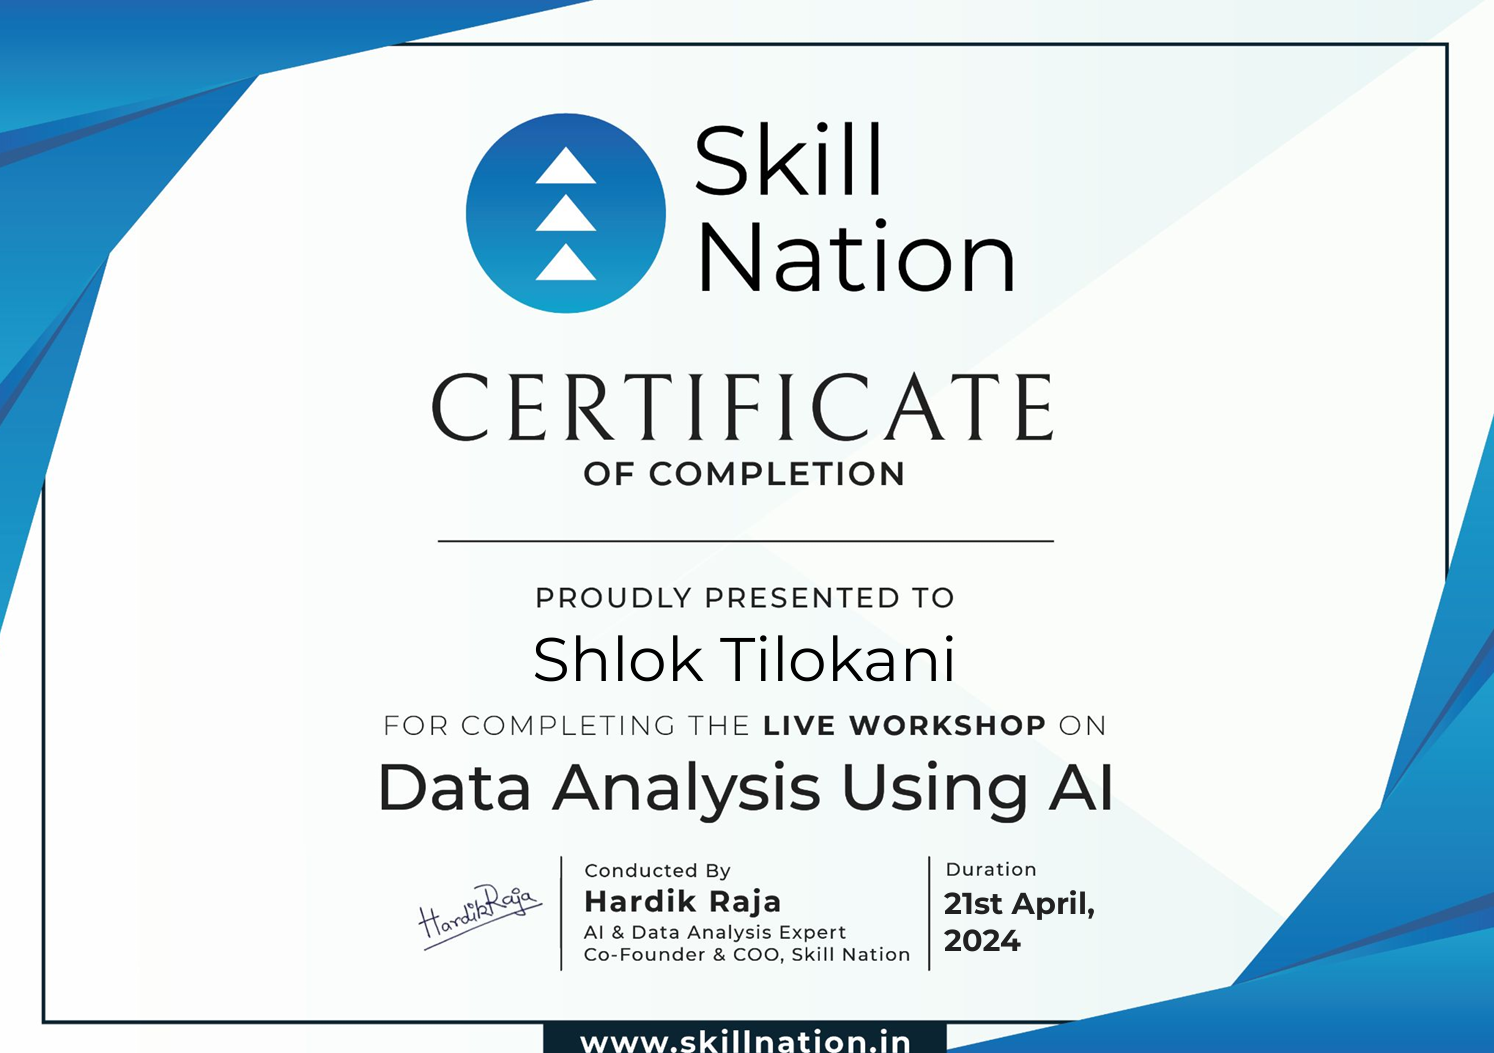 Skill
Nation
CERTIFICATE
OF COMPLETION
PROUDLY PRESENTED TO
Shlok Tilokani
FOR COMPLETING THE LIVE WORKSHOP ON
Data Analysis Using AI
HardikRaja
Conducted By
Hardik Raja
AI & Data Analysis Expert
Co-Founder & COO, Skill Nation
Duration
21st April,
2024
www.skillnation.in